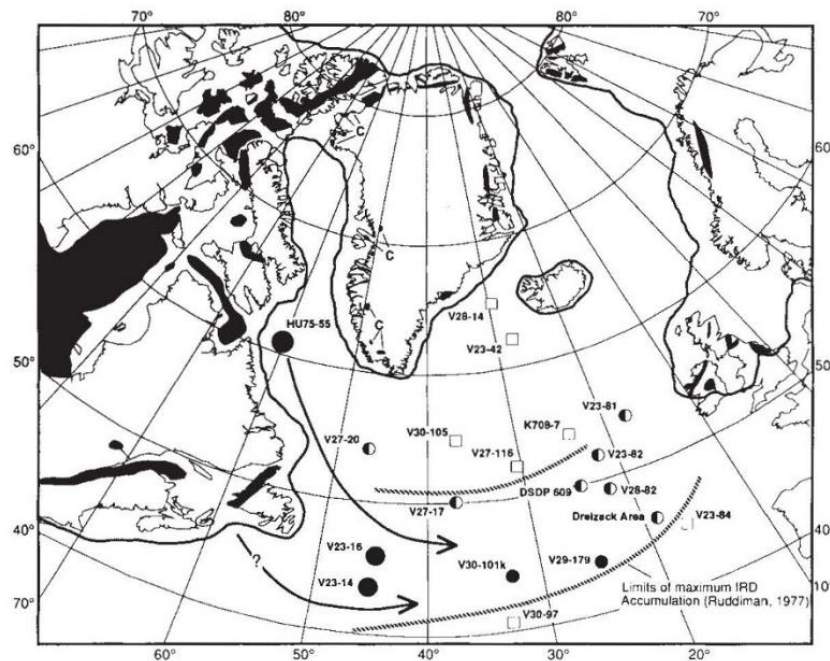 70°
80°
80°
70°
60°
60°
50°
50°
40°
40°
70°
10°
60°
50°
40°
30°
20°
C
C
C
HU75-55
V28-14
V23-42
V23-81
V27-20
V30-105
K708-7
V27-116
V23-82
DSDP 609
V28-82
V27-17
Dreizack Area
V23-84
V23-16
V30-101k
V29-179
V23-14
?
Limits of maximum IRD
Accumulation (Ruddiman, 1977)
V30-97